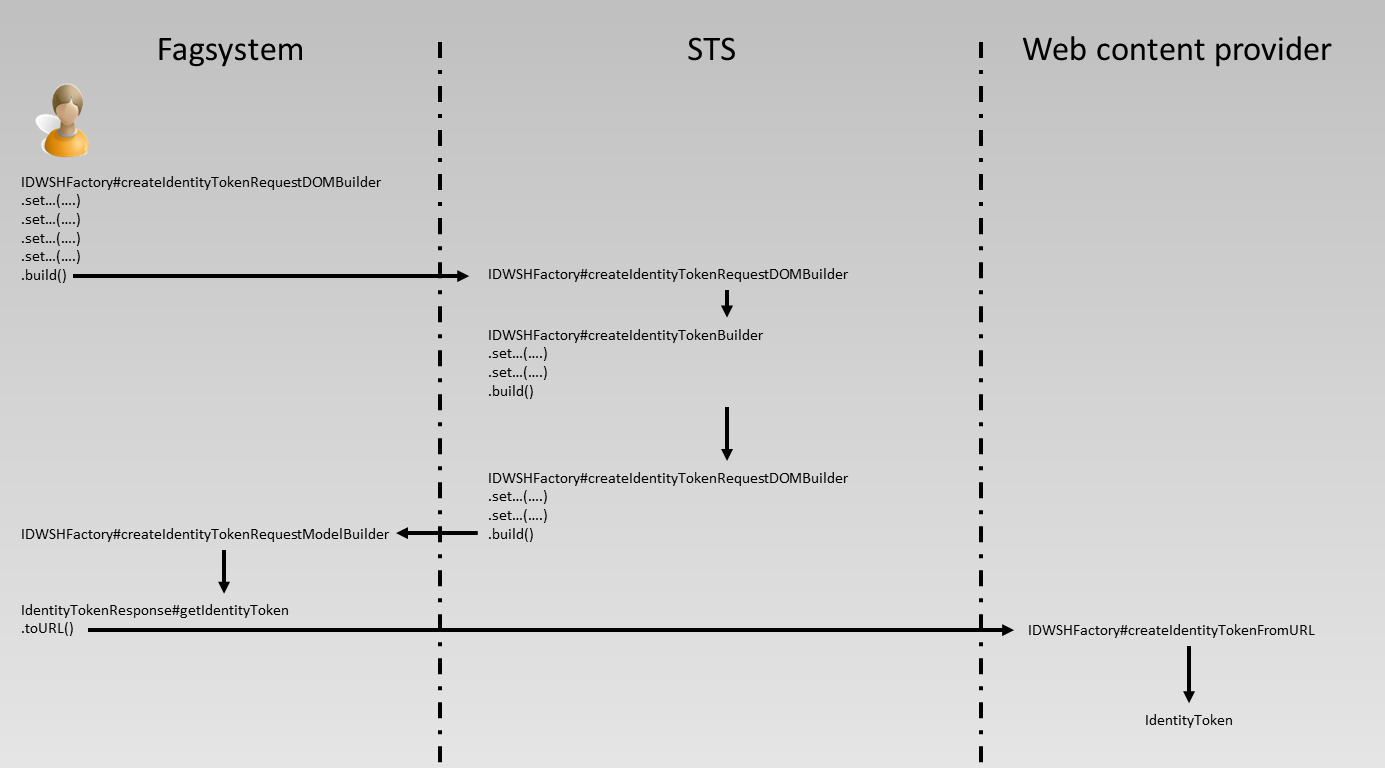 Fagsystem
STS
Web content provider
IDWSHFactory#createIdentityTokenRequestDOMBuilder
.set...(....)
.set...(....)
.set...(....)
.set...(....)
.build()
IDWSHFactory#createIdentityTokenRequestDOMBuilder
IDWSHFactory#createIdentityTokenBuilder
.set...(....)
.set...(....)
.build()
IDWSHFactory#createIdentityTokenRequestDOMBuilder
.set...(....)
.set...(....)
.build()
IDWSHFactory#createIdentityTokenRequestModelBuilder
IdentityTokenResponse#getIdentityToken
.toURL()
IDWSHFactory#createIdentityTokenFromURL
IdentityToken